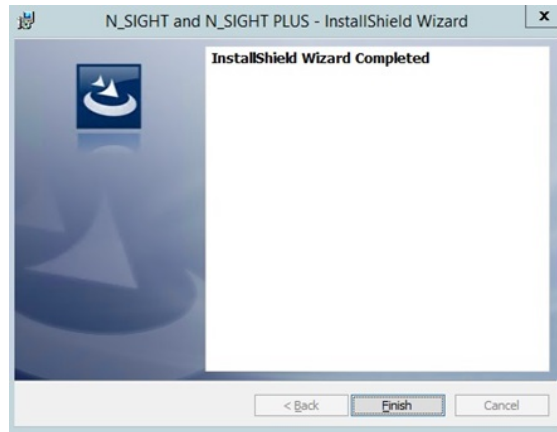 N_SIGHT and N_SIGHT PLUS - InstallShield Wizard
x
InstallShield Wizard Completed
< Back
Finish
Cancel